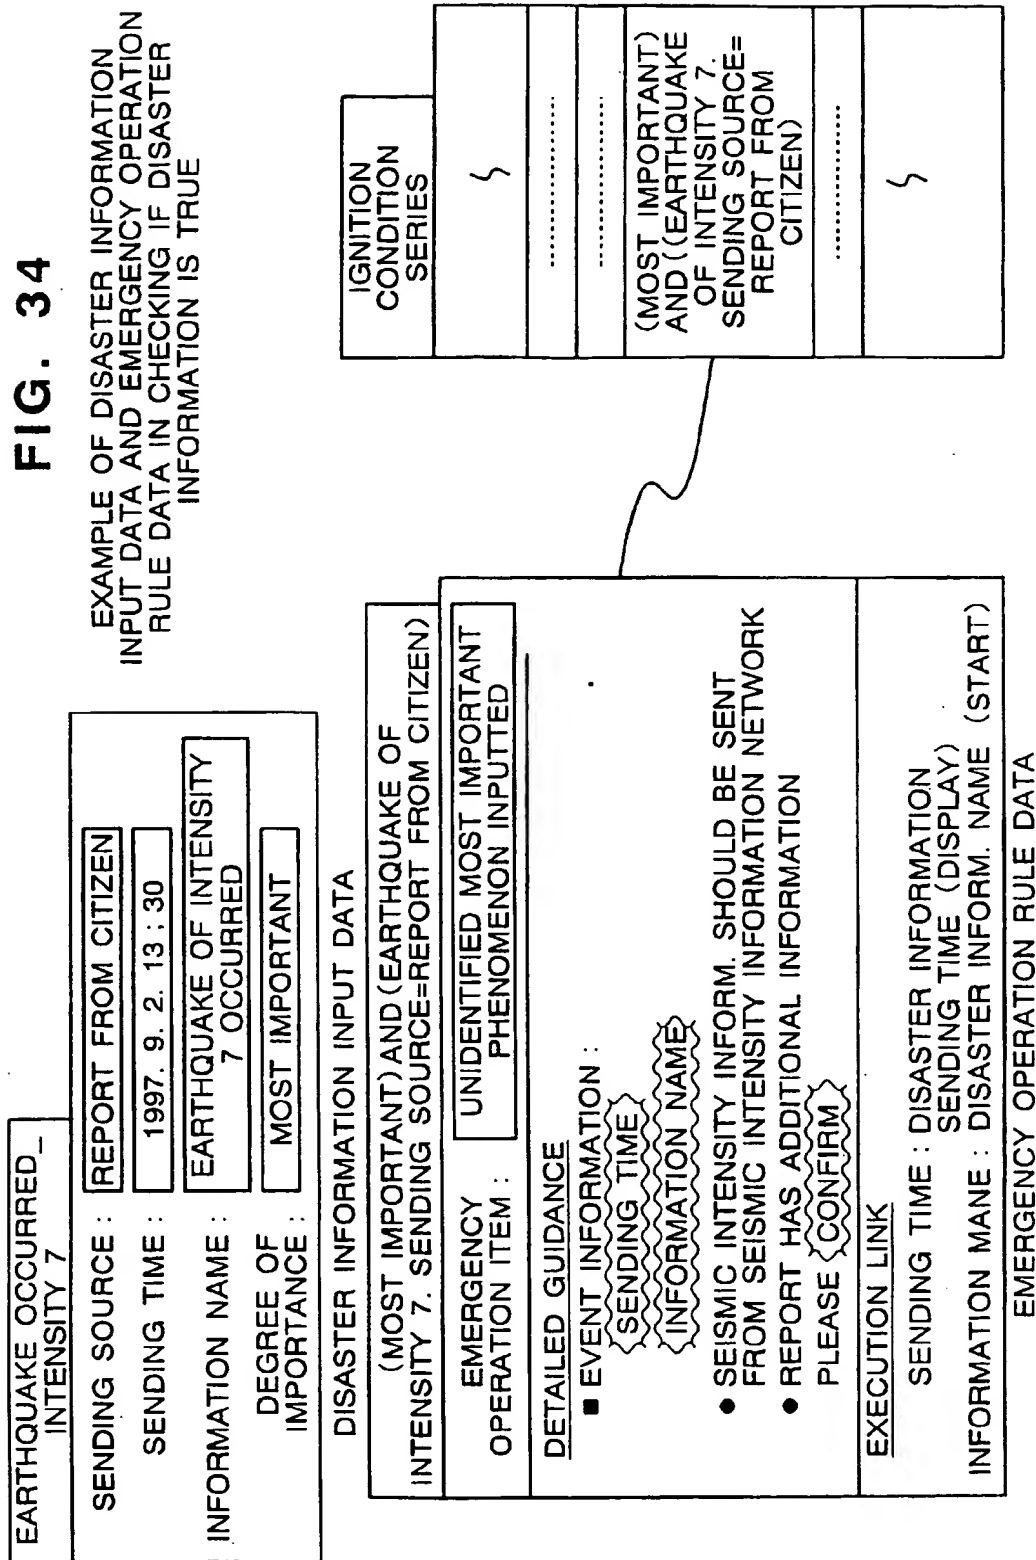 FIG. 34
EXAMPLE OF DISASTER INFORMATION
INPUT DATA AND EMERGENCY OPERATION
RULE DATA IN CHECKING IF DISASTER
INFORMATION IS TRUE
EARTHQUAKE OCCURRED_
INTENSITY 7
SENDING SOURCE : REPORT FROM CITIZEN
SENDING TIME : 1997. 9. 2. 13 : 30
INFORMATION NAME : EARTHQUAKE OF INTENSITY
7 OCCURRED
DEGREE OF
IMPORTANCE : MOST IMPORTANT
DISASTER INFORMATION INPUT DATA
(MOST IMPORTANT) AND (EARTHQUAKE OF
INTENSITY 7. SENDING SOURCE=REPORT FROM CITIZEN)
EMERGENCY
OPERATION ITEM : UNIDENTIFIED MOST IMPORTANT
PHENOMENON INPUTTED
DETAILED GUIDANCE
■ EVENT INFORMATION :
SENDING TIME
INFORMATION NAME
● SEISMIC INTENSITY INFORM. SHOULD BE SENT
FROM SEISMIC INTENSITY INFORMATION NETWORK
● REPORT HAS ADDITIONAL INFORMATION
PLEASE CONFIRM
EXECUTION LINK
SENDING TIME : DISASTER INFORMATION
SENDING TIME (DISPLAY)
INFORMATION MANE : DISASTER INFORM. NAME (START)
EMERGENCY OPERATION RULE DATA
IGNITION
CONDITION
SERIES
(MOST IMPORTANT)
AND ((EARTHQUAKE
OF INTENSITY 7.
SENDING SOURCE=
REPORT FROM
CITIZEN)